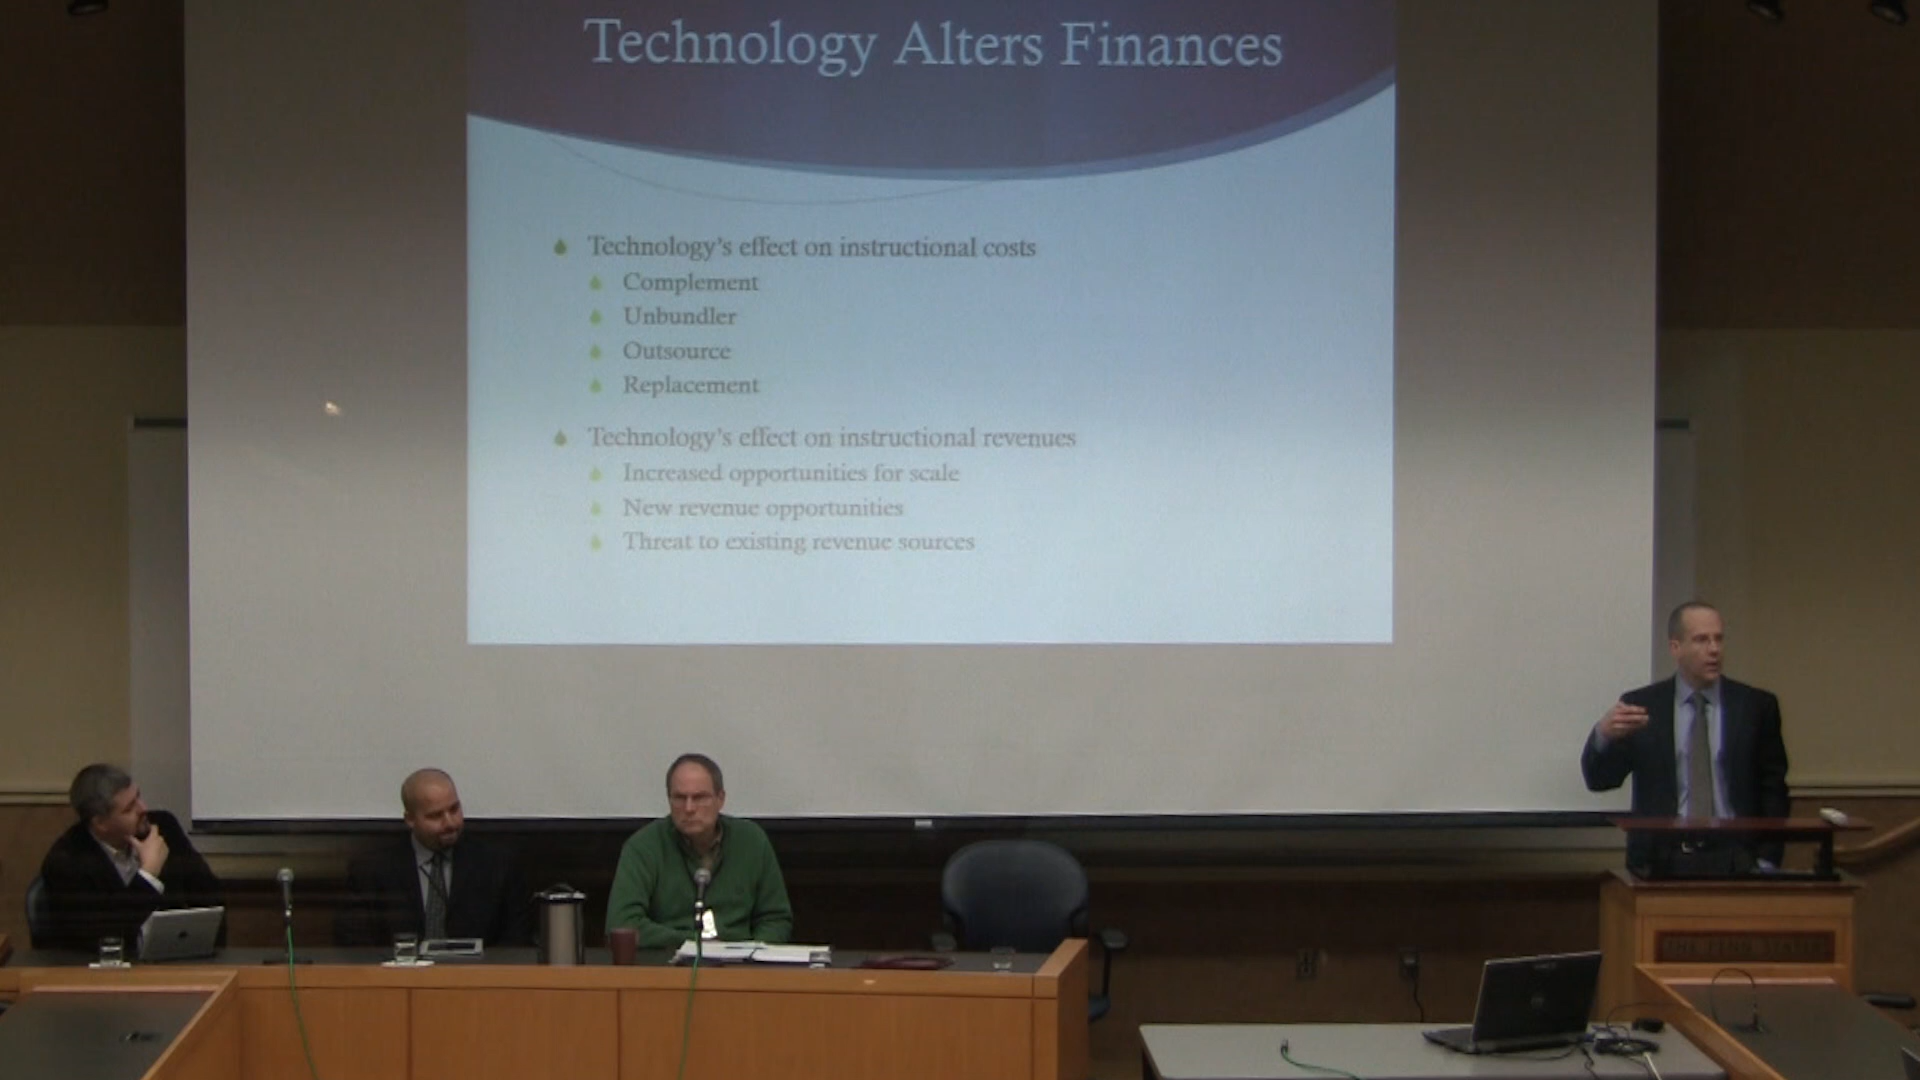 Technology Alters Finances
Technology's effect on instructional costs
Complement
Unbundler
Outsource
Replacement
Technology's effect on instructional revenues
Increased opportunities for scale
New revenue opportunities
Threat to existing revenue sources